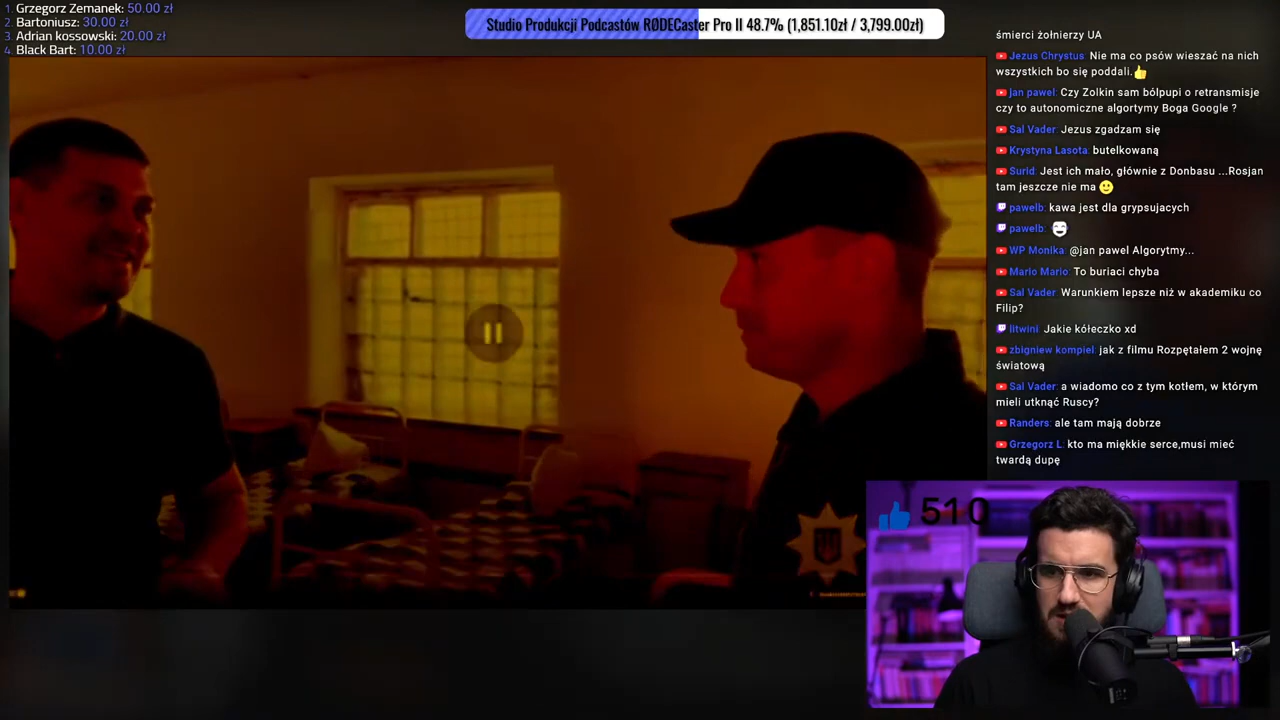 1. Grzegorz Zemanek: 50.00 zł
2. Bartoniusz: 30.00 zł
3. Adrian kossowski: 20.00 zł
4. Black Bart: 10.00 zł
Studio Produkcji Podcastów RØDECaster Pro II 48.7% (1,851.10zł / 3,799.00zł)
śmierci żołnierzy UA
Jezus Chrystus: Nie ma co psów wieszać na nich
wszystkich bo się poddali.👍
jan pawel: Czy Zolkin sam bólpupi o retransmisje
czy to autonomiczne algortymy Boga Google ?
Sal Vader: Jezus zgadzam się
Krystyna Lasota: butelkowaną
Surid: Jest ich mało, głównie z Donbasu ...Rosjan
tam jeszcze nie ma 🙂
pawelb: kawa jest dla grypsujacych
pawelb:
WP Monika: @jan pawel Algorytmy...
Mario Mario: To buriaci chyba
Sal Vader: Warunkiem lepsze niż w akademiku co
Filip?
litwini: Jakie kółeczko xd
zbigniew kompiel: jak z filmu Rozpętałem 2 wojnę
światową
Sal Vader: a wiadomo co z tym kotłem, w którym
mieli utknąć Ruscy?
Randers: ale tam mają dobrze
Grzegorz L: kto ma miękkie serce,musi mieć
twardą dupę
510